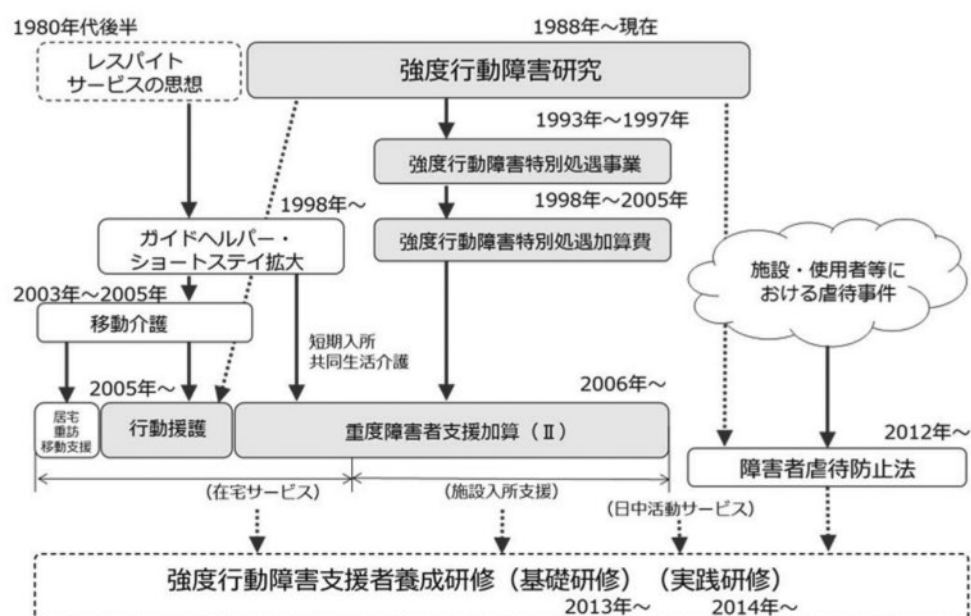 1980年代後半
1988年～現在
レスパイト
サービスの思想
強度行動障害研究
1993年～1997年
強度行動障害特別処遇事業
1998年～
1998年～2005年
ガイドヘルパー・
ショートステイ拡大
強度行動障害特別処遇加算費
施設・使用者等に
おける虐待事件
2003年～2005年
移動介護
短期入所
共同生活介護
2005年～
2006年～
居宅
重訪
移動支援
行動援護
重度障害者支援加算（Ⅱ）
2012年～
障害者虐待防止法
（在宅サービス）
（施設入所支援）
（日中活動サービス）
強度行動障害支援者養成研修（基礎研修）（実践研修）
2013年～ 2014年～